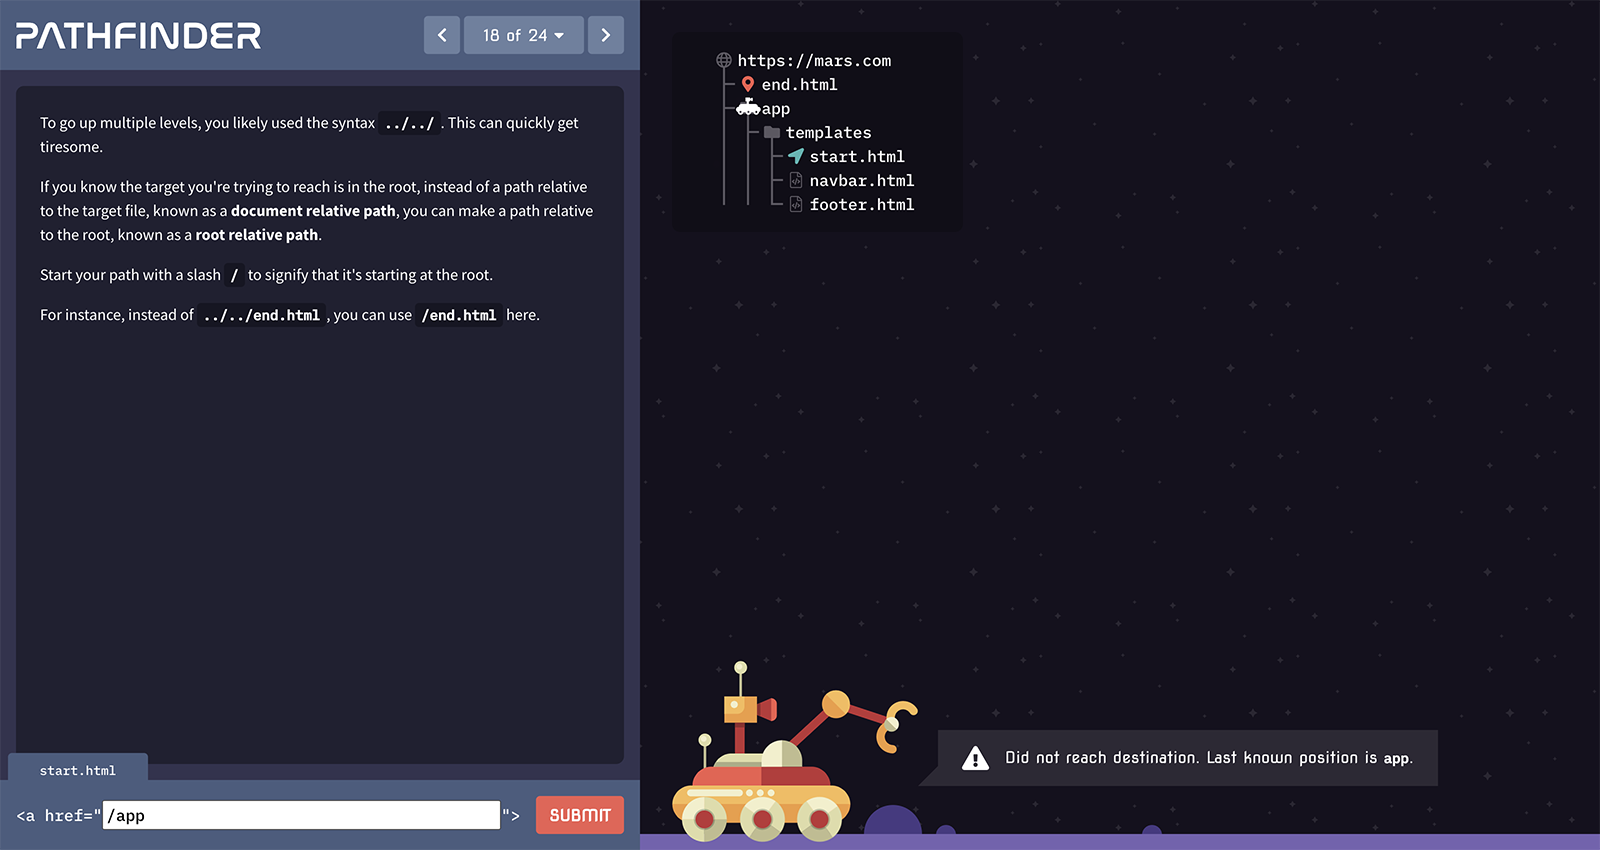 PATHFINDER
18 of 24
To go up multiple levels, you likely used the syntax ../../ . This can quickly get
tiresome.
If you know the target you're trying to reach is in the root, instead of a path relative
to the target file, known as a document relative path, you can make a path relative
to the root, known as a root relative path.
Start your path with a slash / to signify that it's starting at the root.
For instance, instead of ../../end.html , you can use /end.html here.
start.html
<a href="/app">
SUBMIT
https://mars.com
end.html
app
templates
start.html
navbar.html
footer.html
Did not reach destination. Last known position is app.